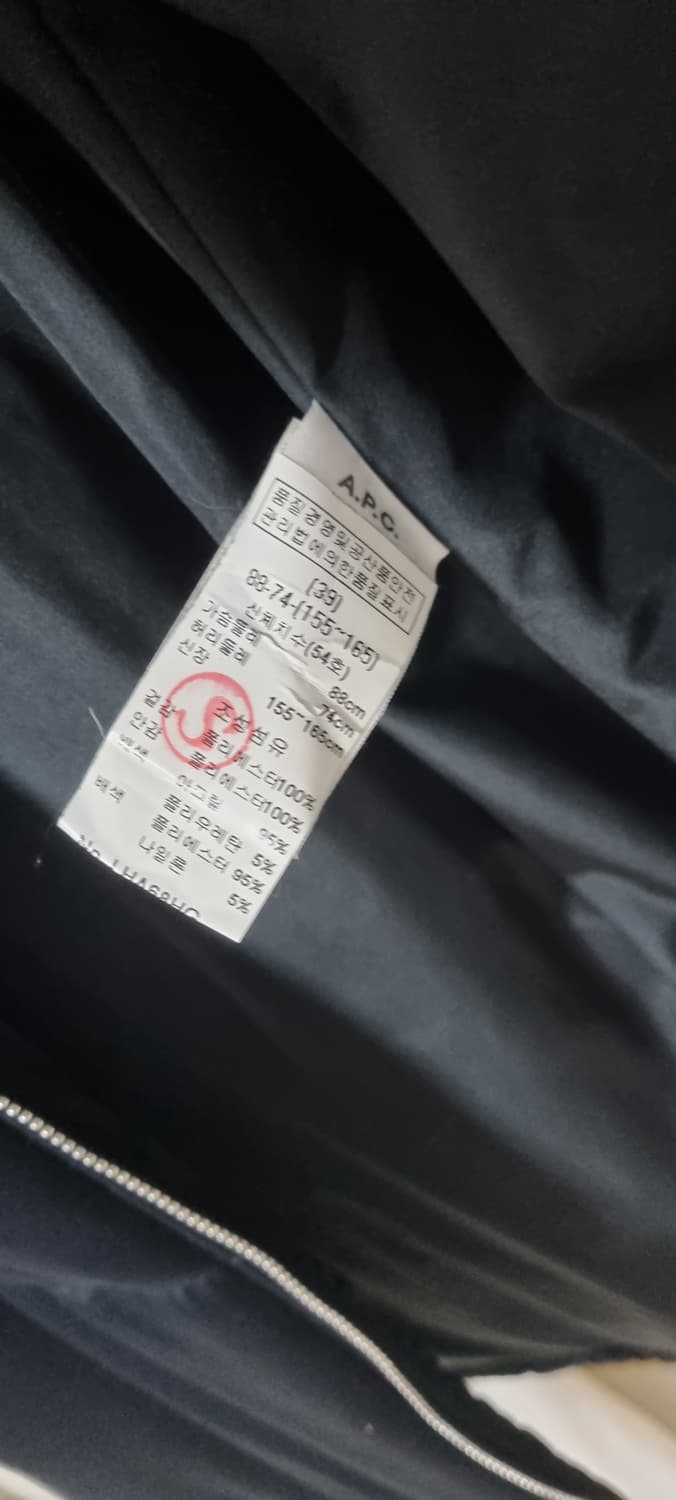 A.P.C.
품질경영및공산품안전
관리법에의한품질표시
(39)
88-74-(155~165)
신체치수(54호)
가슴둘레 88cm
허리둘레 74cm
신장 155~165cm
조성섬유
겉감 폴리에스터100%
안감 폴리에스터100%
배색 아크릴 95%
폴리우레탄 5%
배색 폴리에스터 95%
나일론 5%
S